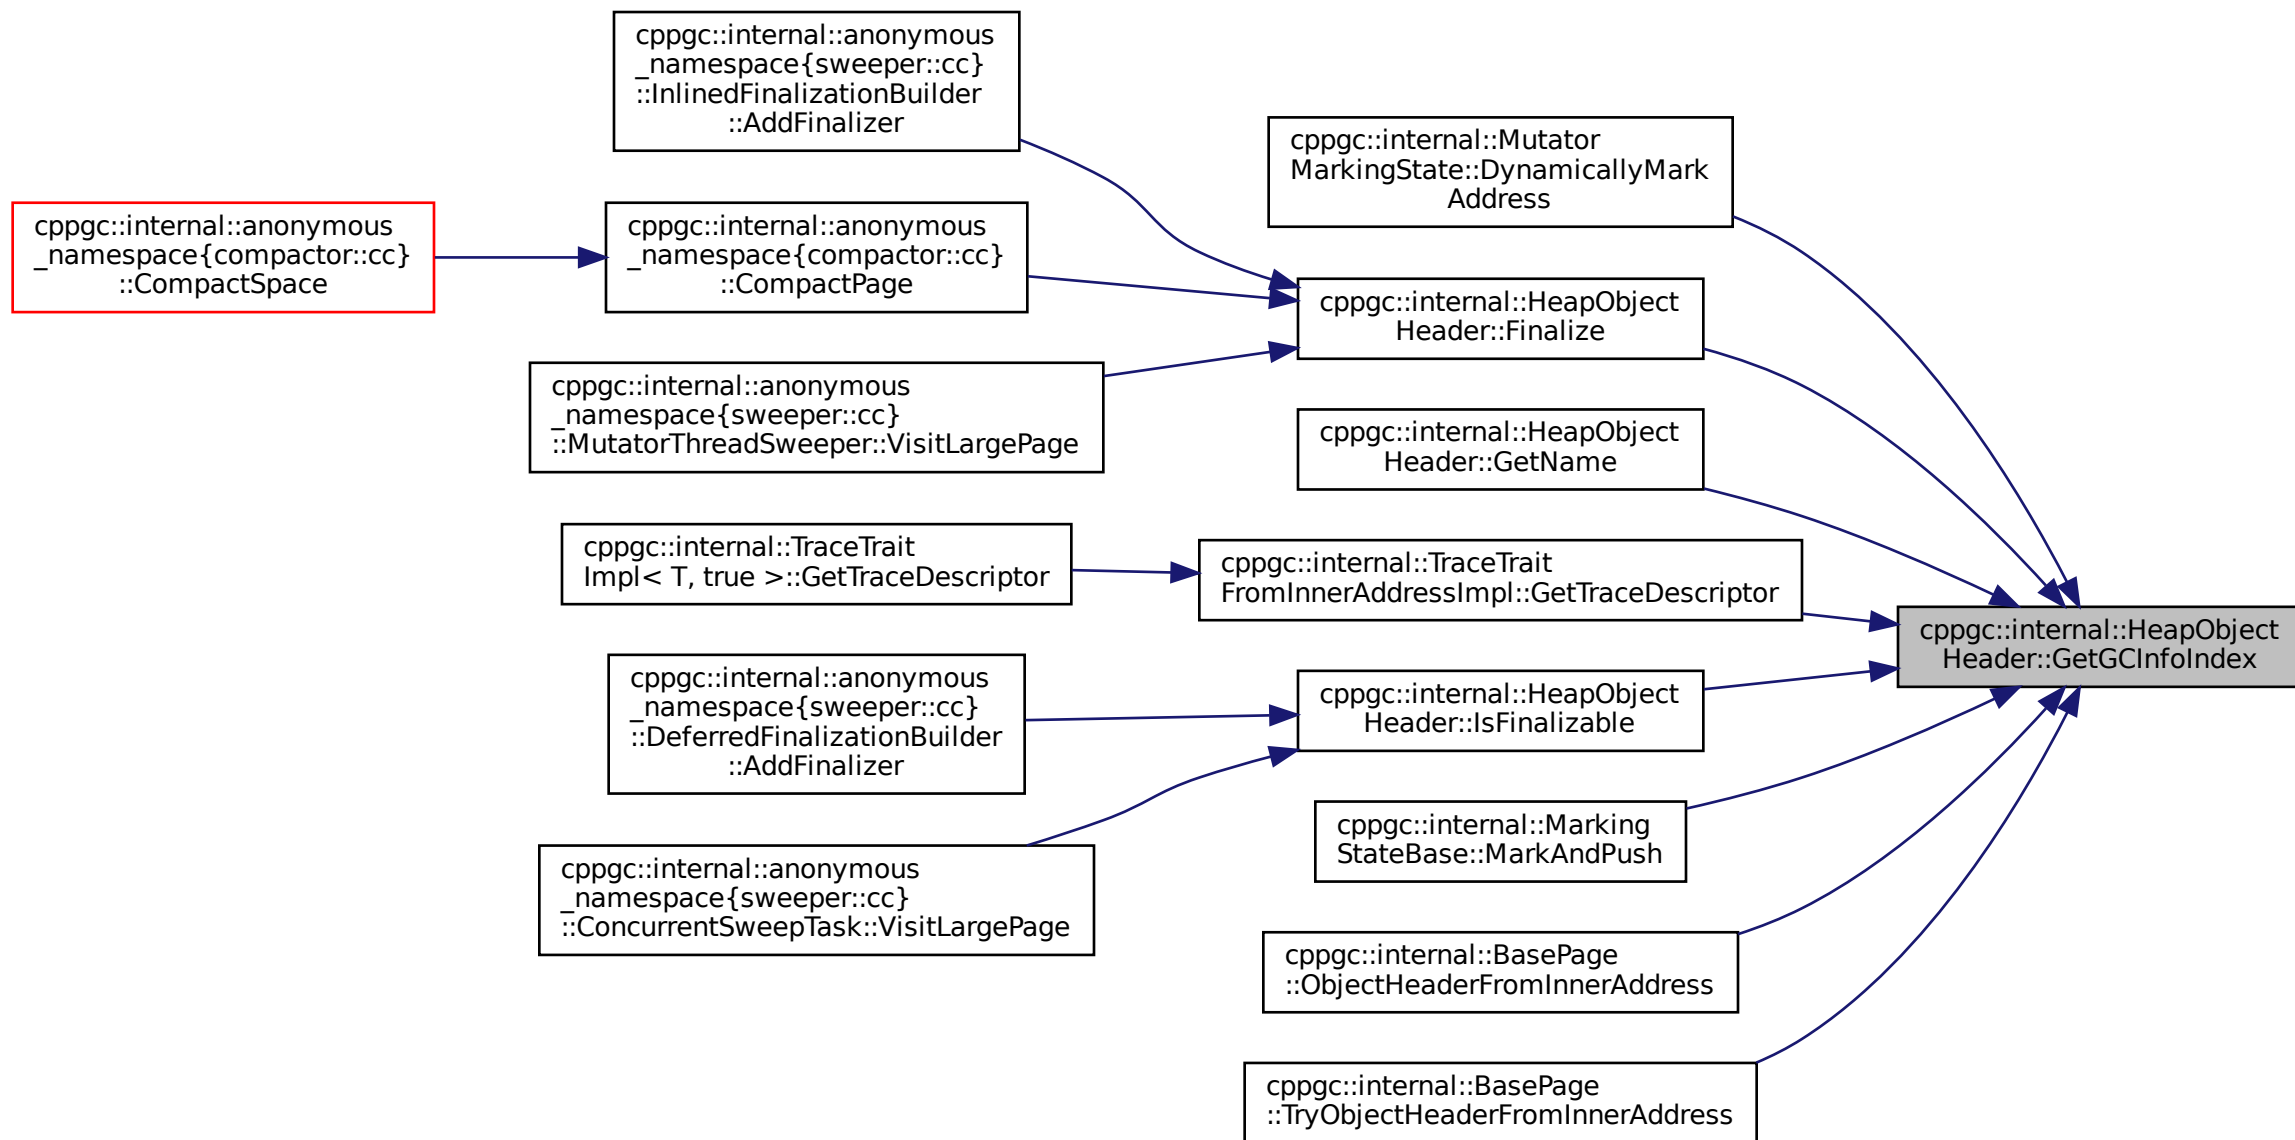 cppgc::internal::anonymous
_namespace{sweeper::cc}
::InlinedFinalizationBuilder
::AddFinalizer
cppgc::internal::Mutator
MarkingState::DynamicallyMark
Address
cppgc::internal::anonymous
_namespace{compactor::cc}
::CompactSpace
cppgc::internal::anonymous
_namespace{compactor::cc}
::CompactPage
cppgc::internal::HeapObject
Header::Finalize
cppgc::internal::anonymous
_namespace{sweeper::cc}
::MutatorThreadSweeper::VisitLargePage
cppgc::internal::HeapObject
Header::GetName
cppgc::internal::TraceTrait
Impl< T, true >::GetTraceDescriptor
cppgc::internal::TraceTrait
FromInnerAddressImpl::GetTraceDescriptor
cppgc::internal::HeapObject
Header::GetGCInfoIndex
cppgc::internal::anonymous
_namespace{sweeper::cc}
::DeferredFinalizationBuilder
::AddFinalizer
cppgc::internal::HeapObject
Header::IsFinalizable
cppgc::internal::Marking
StateBase::MarkAndPush
cppgc::internal::anonymous
_namespace{sweeper::cc}
::ConcurrentSweepTask::VisitLargePage
cppgc::internal::BasePage
::ObjectHeaderFromInnerAddress
cppgc::internal::BasePage
::TryObjectHeaderFromInnerAddress